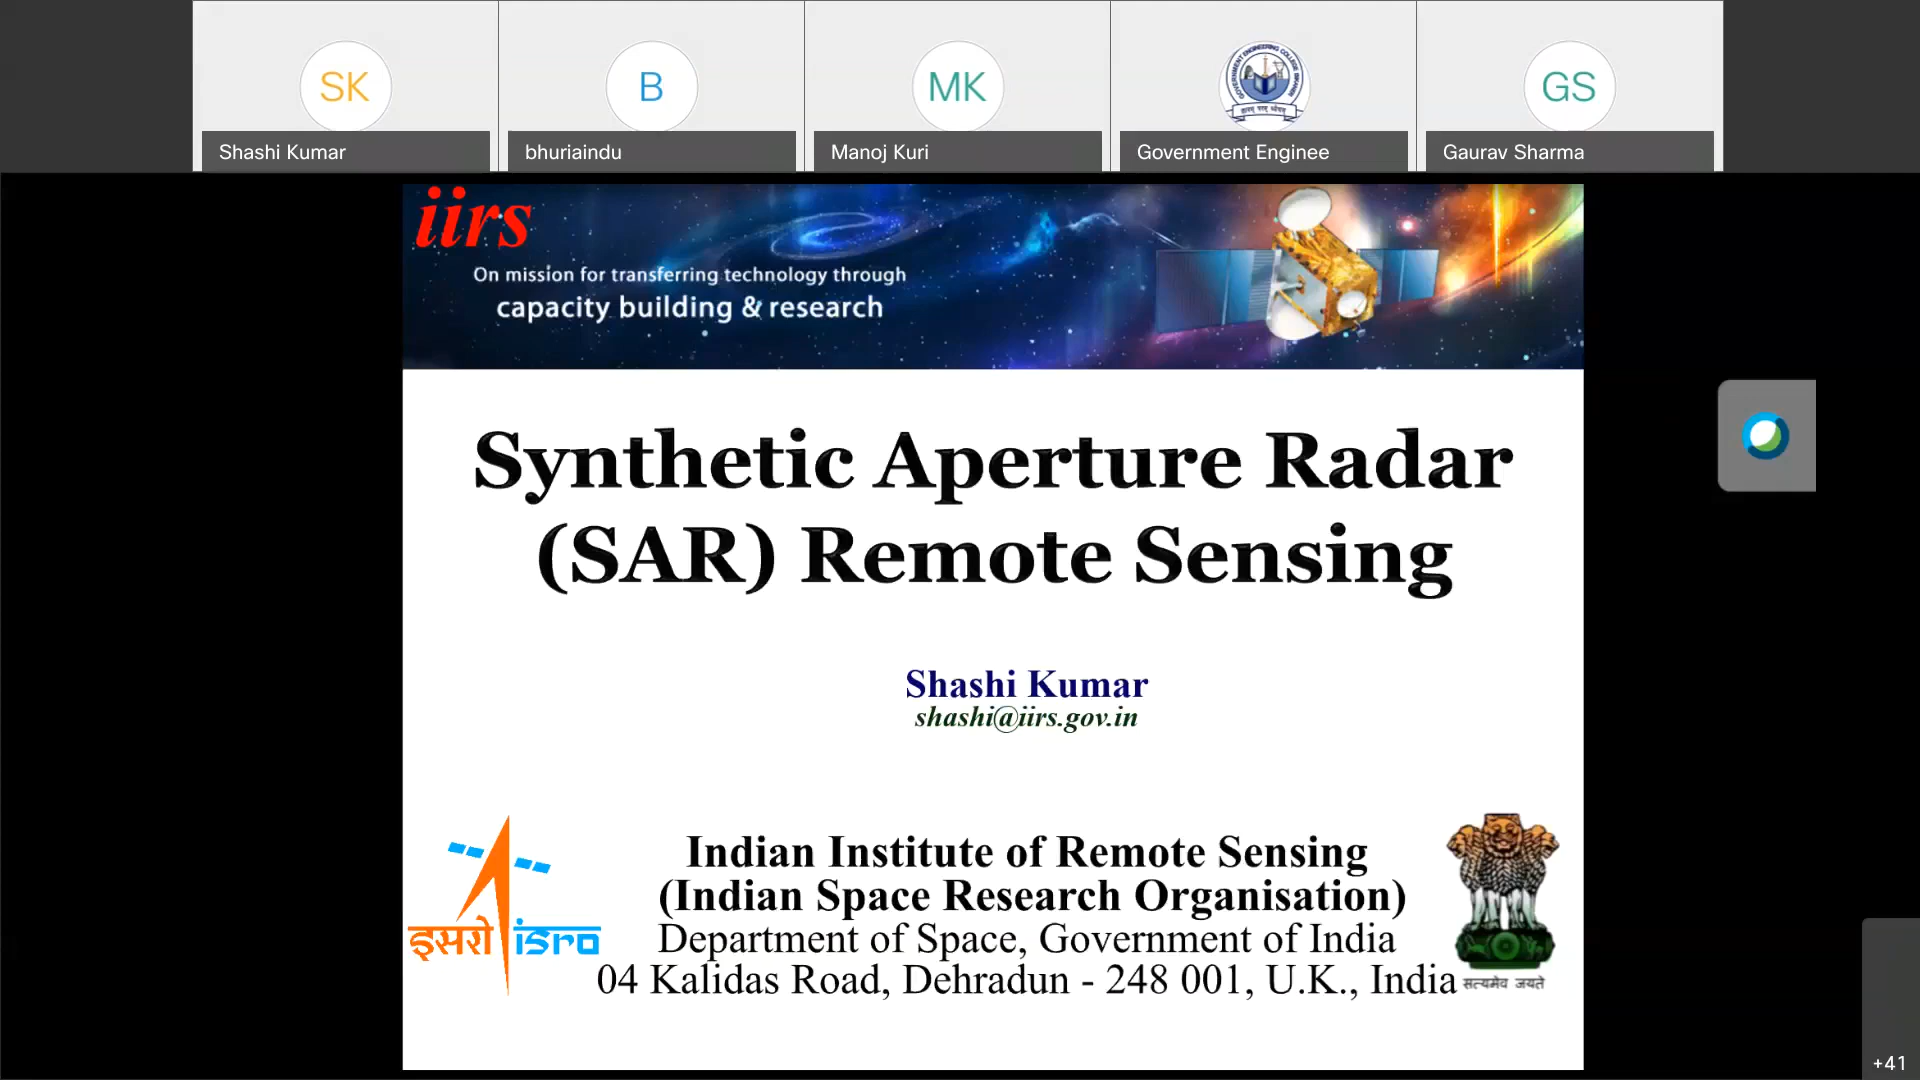 SK
B
MK
GS
Shashi Kumar
bhuriaindu
Manoj Kuri
Government Enginee
Gaurav Sharma
iirs
On mission for transferring technology through
capacity building & research
Synthetic Aperture Radar
(SAR) Remote Sensing
Shashi Kumar
shashi@iirs.gov.in
Indian Institute of Remote Sensing
(Indian Space Research Organisation)
Department of Space, Government of India
04 Kalidas Road, Dehradun - 248 001, U.K., India
इसरो isro
सत्यमेव जयते
+41